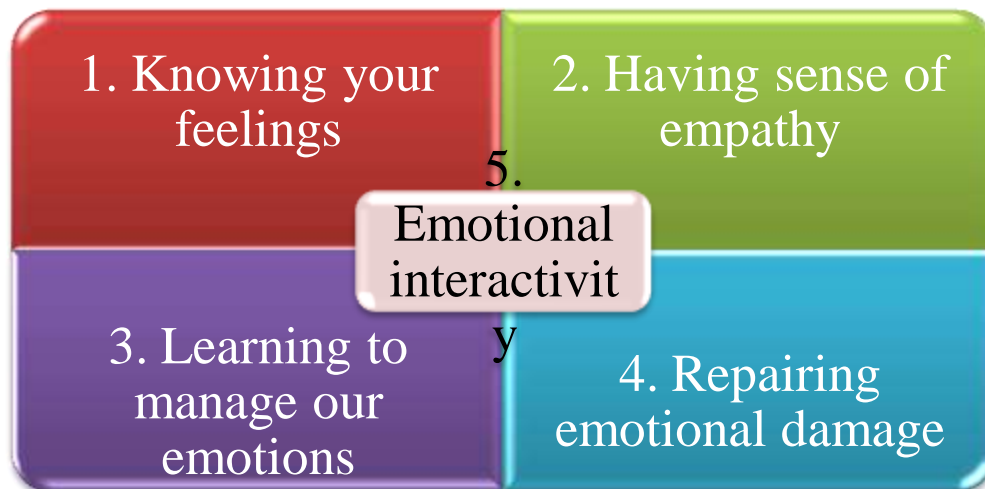 1. Knowing your
feelings
2. Having sense of
empathy
5.
Emotional
interactivit
y
3. Learning to
manage our
emotions
4. Repairing
emotional damage